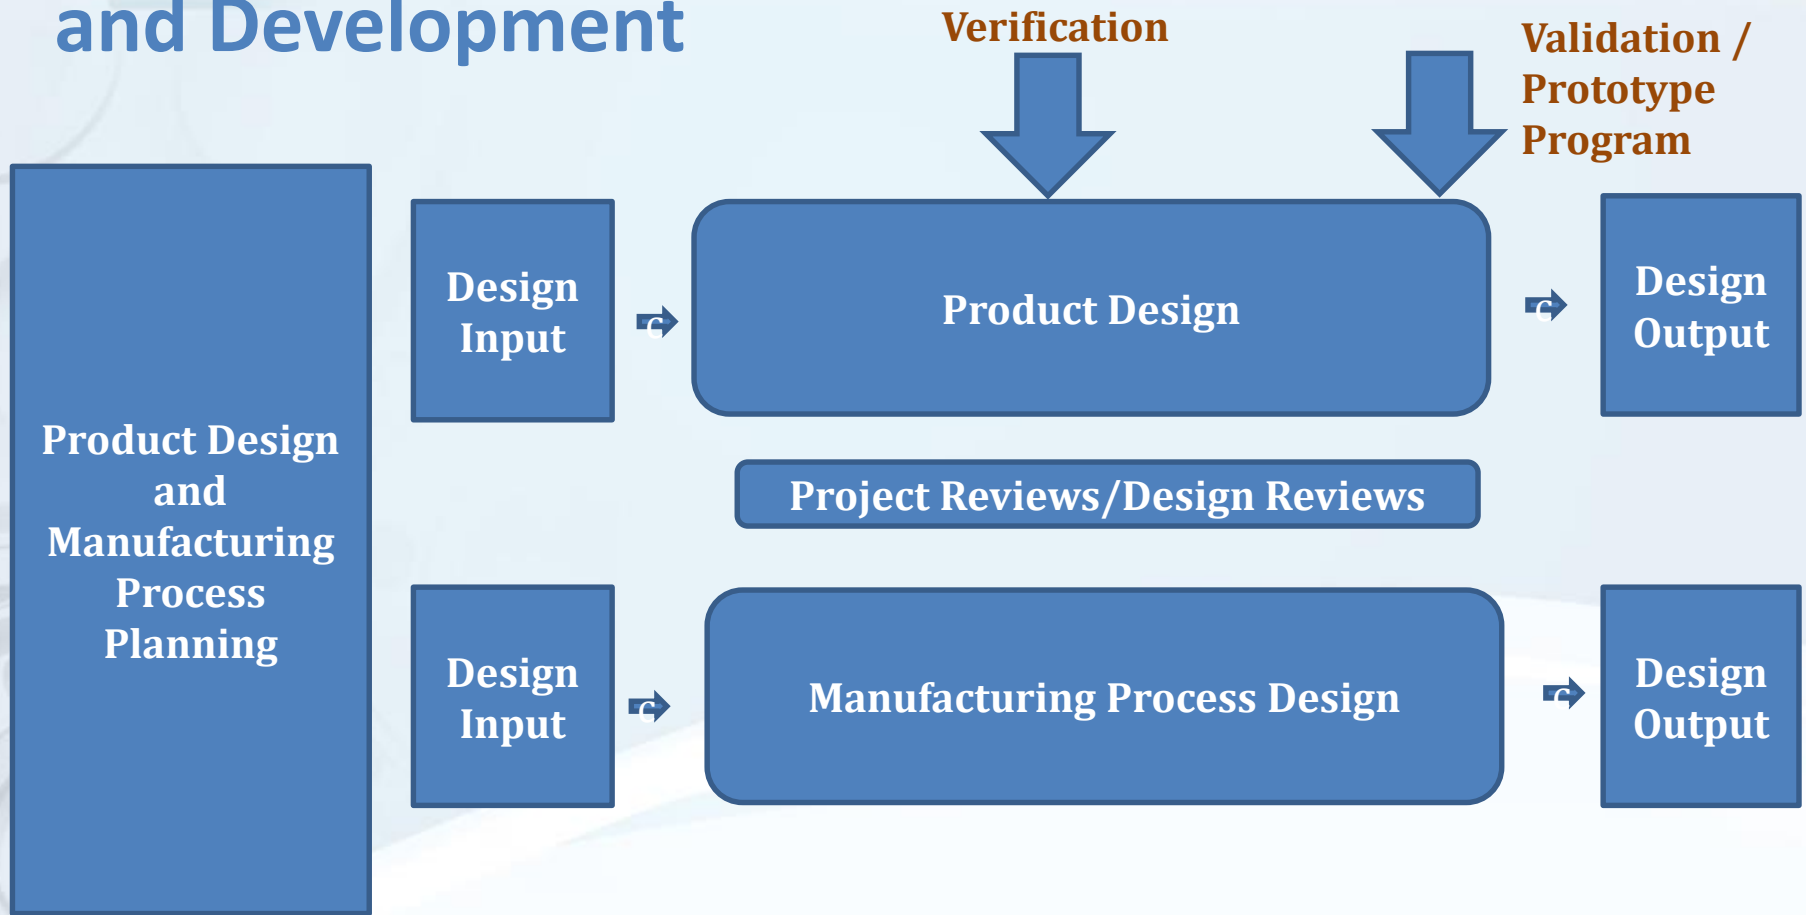 and Development
Verification
Validation /
Prototype
Program
Product Design
and
Manufacturing
Process
Planning
Design
Input
c
Product Design
c
Design
Output
Project Reviews/Design Reviews
Design
Input
c
Manufacturing Process Design
c
Design
Output